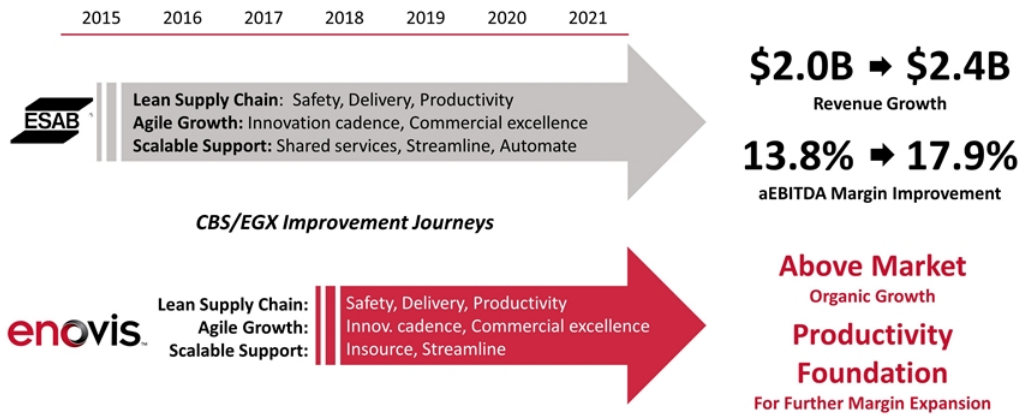 2015 2016 2017 2018 2019 2020 2021
ESAB
Lean Supply Chain: Safety, Delivery, Productivity
Agile Growth: Innovation cadence, Commercial excellence
Scalable Support: Shared services, Streamline, Automate
$2.0B ➡ $2.4B
Revenue Growth
13.8% ➡ 17.9%
aEBITDA Margin Improvement
CBS/EGX Improvement Journeys
enovis™
Lean Supply Chain: Safety, Delivery, Productivity
Agile Growth: Innov. cadence, Commercial excellence
Scalable Support: Insource, Streamline
Above Market
Organic Growth
Productivity
Foundation
For Further Margin Expansion